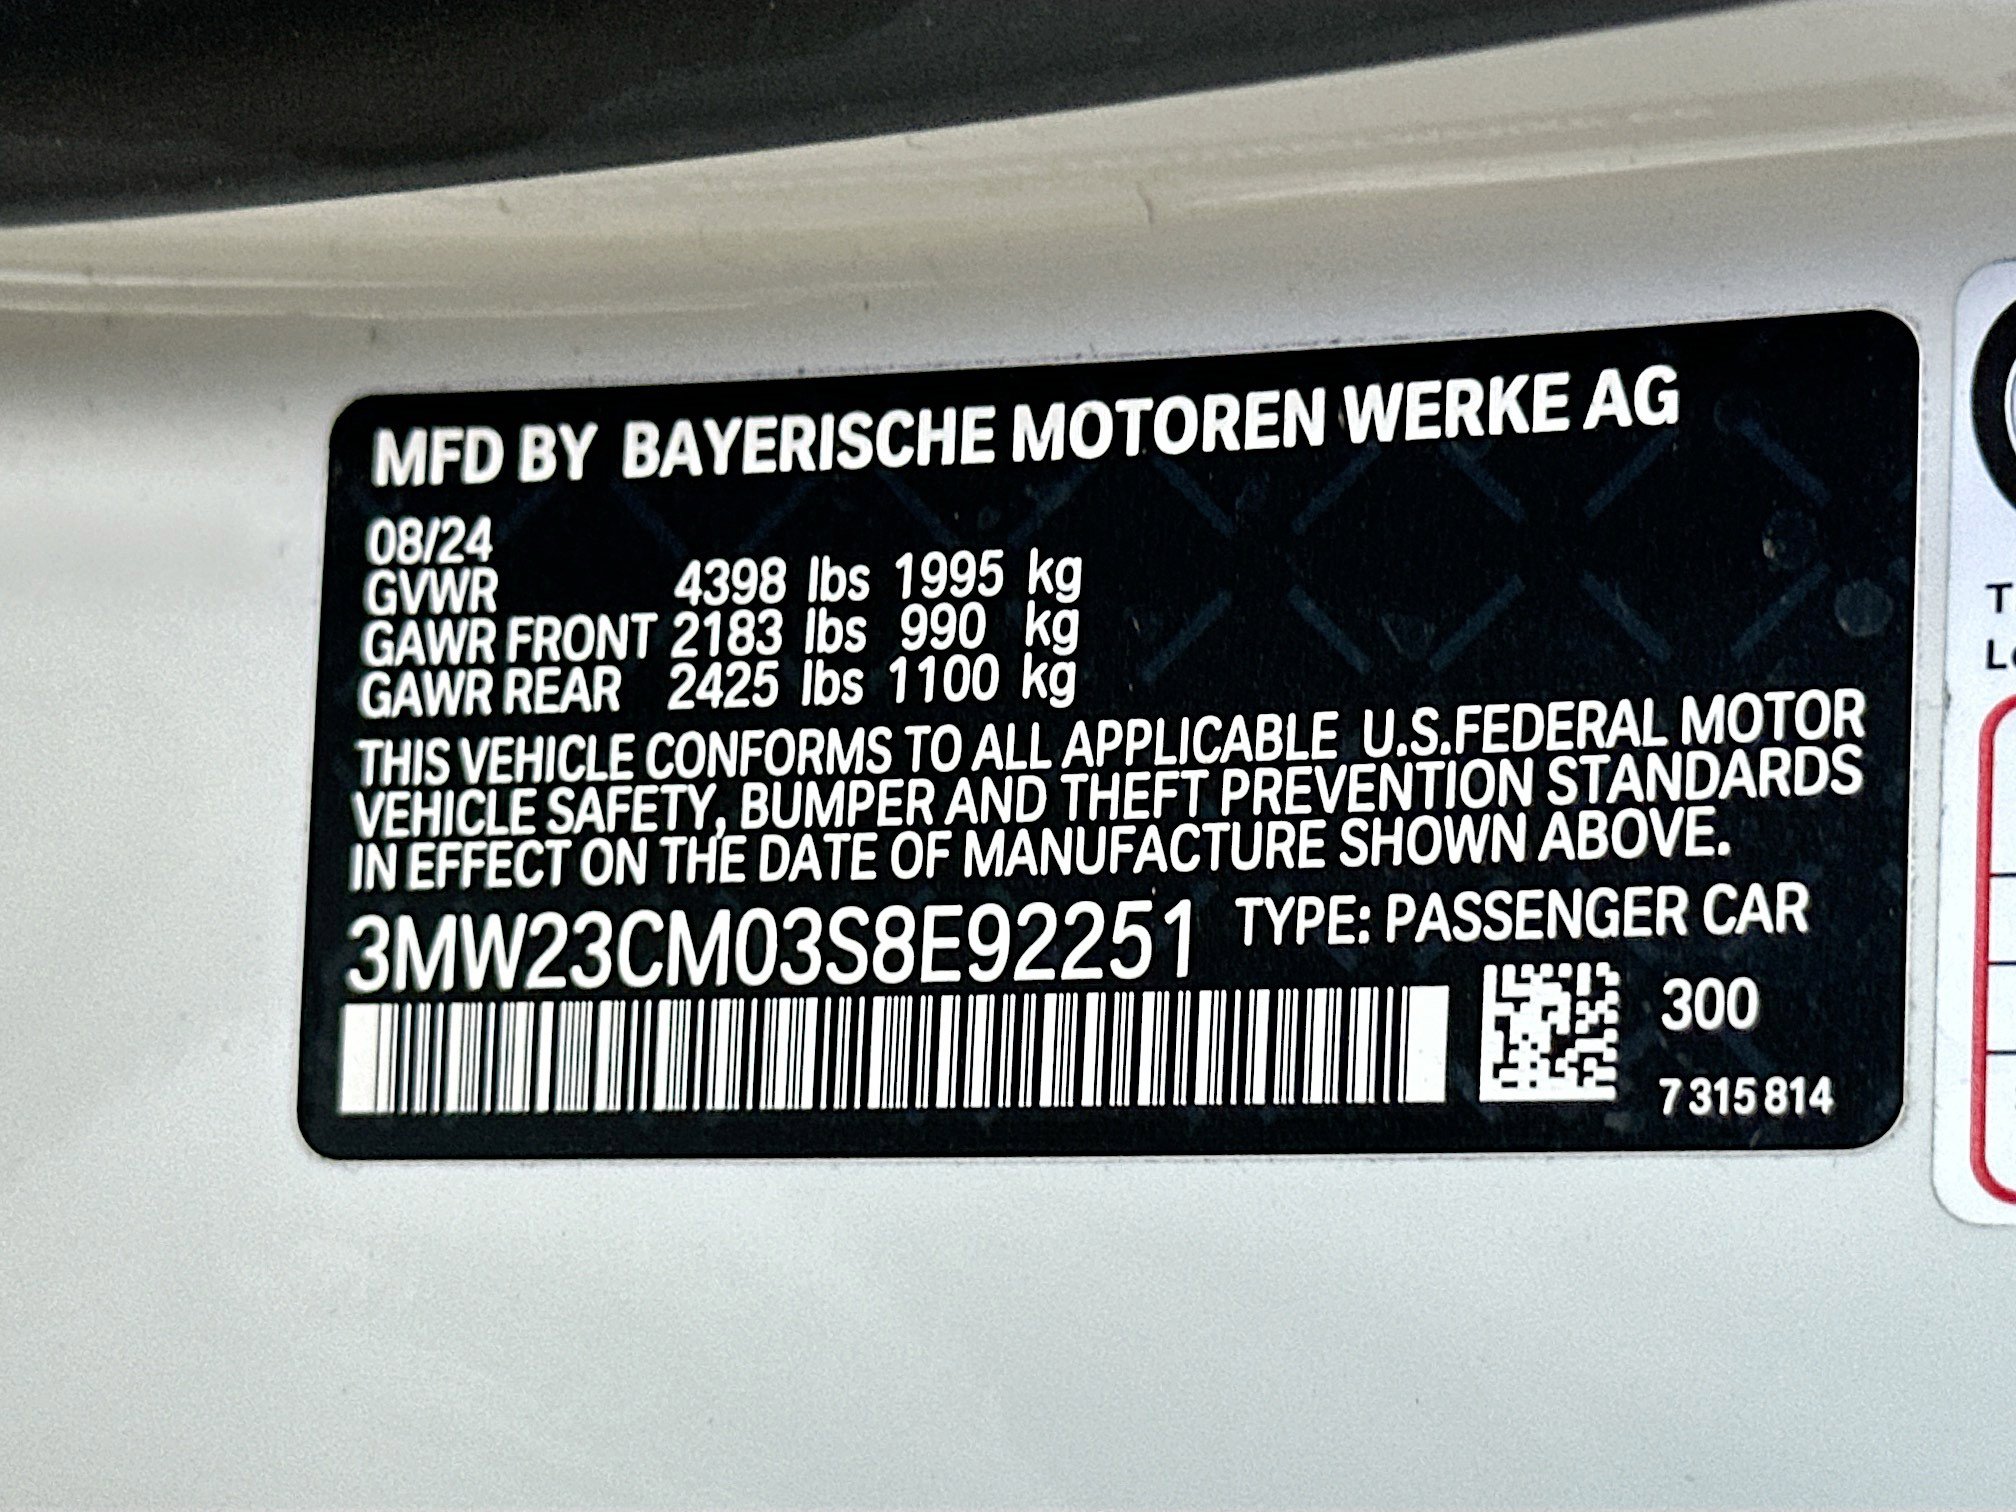 MFD BY BAYERISCHE MOTOREN WERKE AG
08/24
GVWR 4398 lbs 1995 kg
GAWR FRONT 2183 lbs 990 kg
GAWR REAR 2425 lbs 1100 kg
THIS VEHICLE CONFORMS TO ALL APPLICABLE U.S.FEDERAL MOTOR
VEHICLE SAFETY, BUMPER AND THEFT PREVENTION STANDARDS
IN EFFECT ON THE DATE OF MANUFACTURE SHOWN ABOVE.
3MW23CM03S8E92251 TYPE: PASSENGER CAR
300
7 315 814